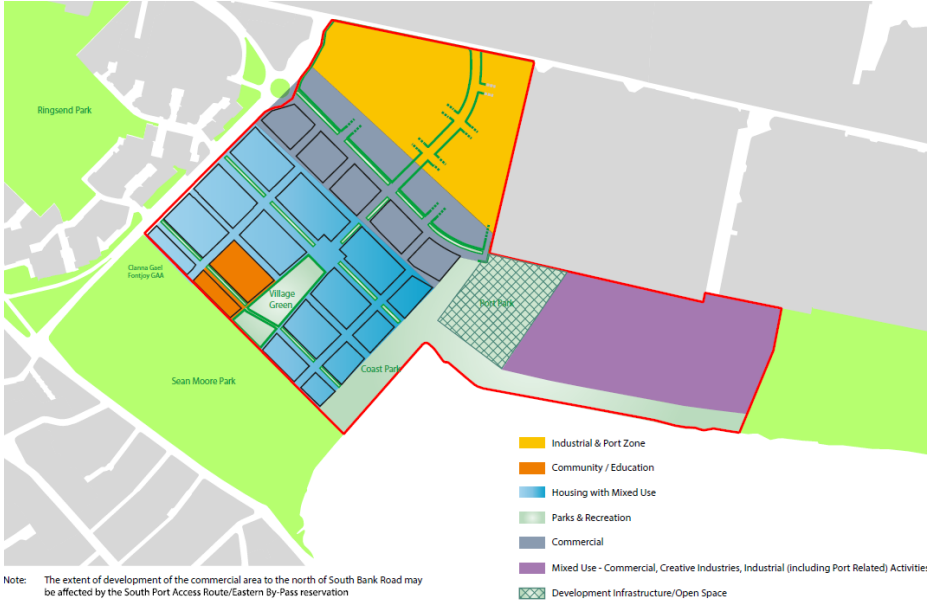 Ringsend Park
Clanna Gael
Fontjoy GAA
Village
Green
Port Park
Sean Moore Park
Coast Park
Industrial & Port Zone
Community / Education
Housing with Mixed Use
Parks & Recreation
Commercial
Mixed Use - Commercial, Creative Industries, Industrial (including Port Related) Activities
Development Infrastructure/Open Space
Note: The extent of development of the commercial area to the north of South Bank Road may
be affected by the South Port Access Route/Eastern By-Pass reservation